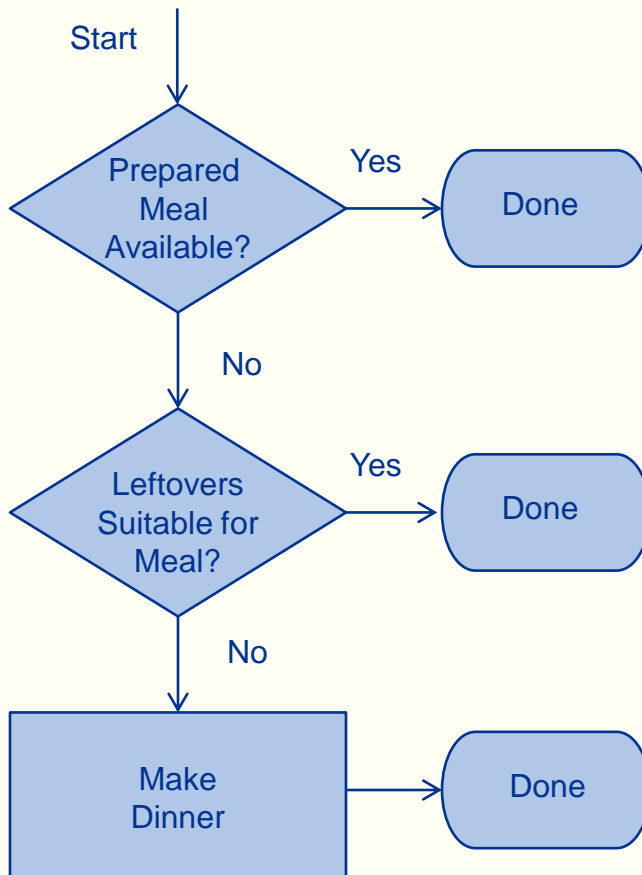 Start
Prepared
Meal
Available?
Yes
Done
No
Leftovers
Suitable for
Meal?
Yes
Done
No
Make
Dinner
Done